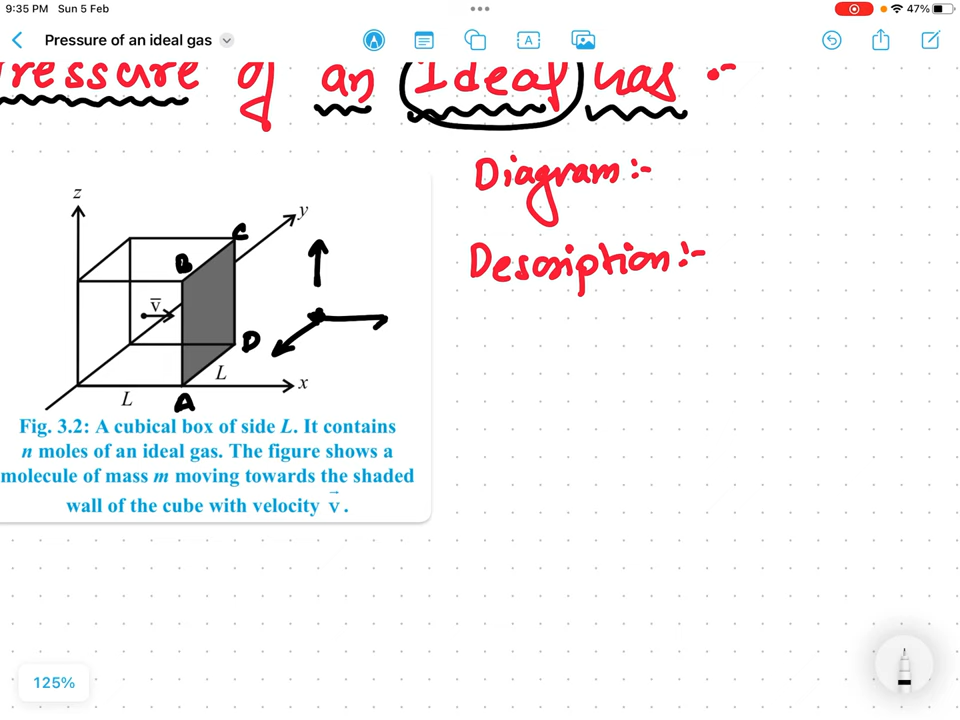 9:35 PM Sun 5 Feb
47%
Pressure of an ideal gas
A
ressure of an Ideal has :-
Diagram:-
Description:-
z
y
C
B
v
D
L
x
L
A
Fig. 3.2: A cubical box of side L. It contains
n moles of an ideal gas. The figure shows a
molecule of mass m moving towards the shaded
wall of the cube with velocity v⃗ .
125%